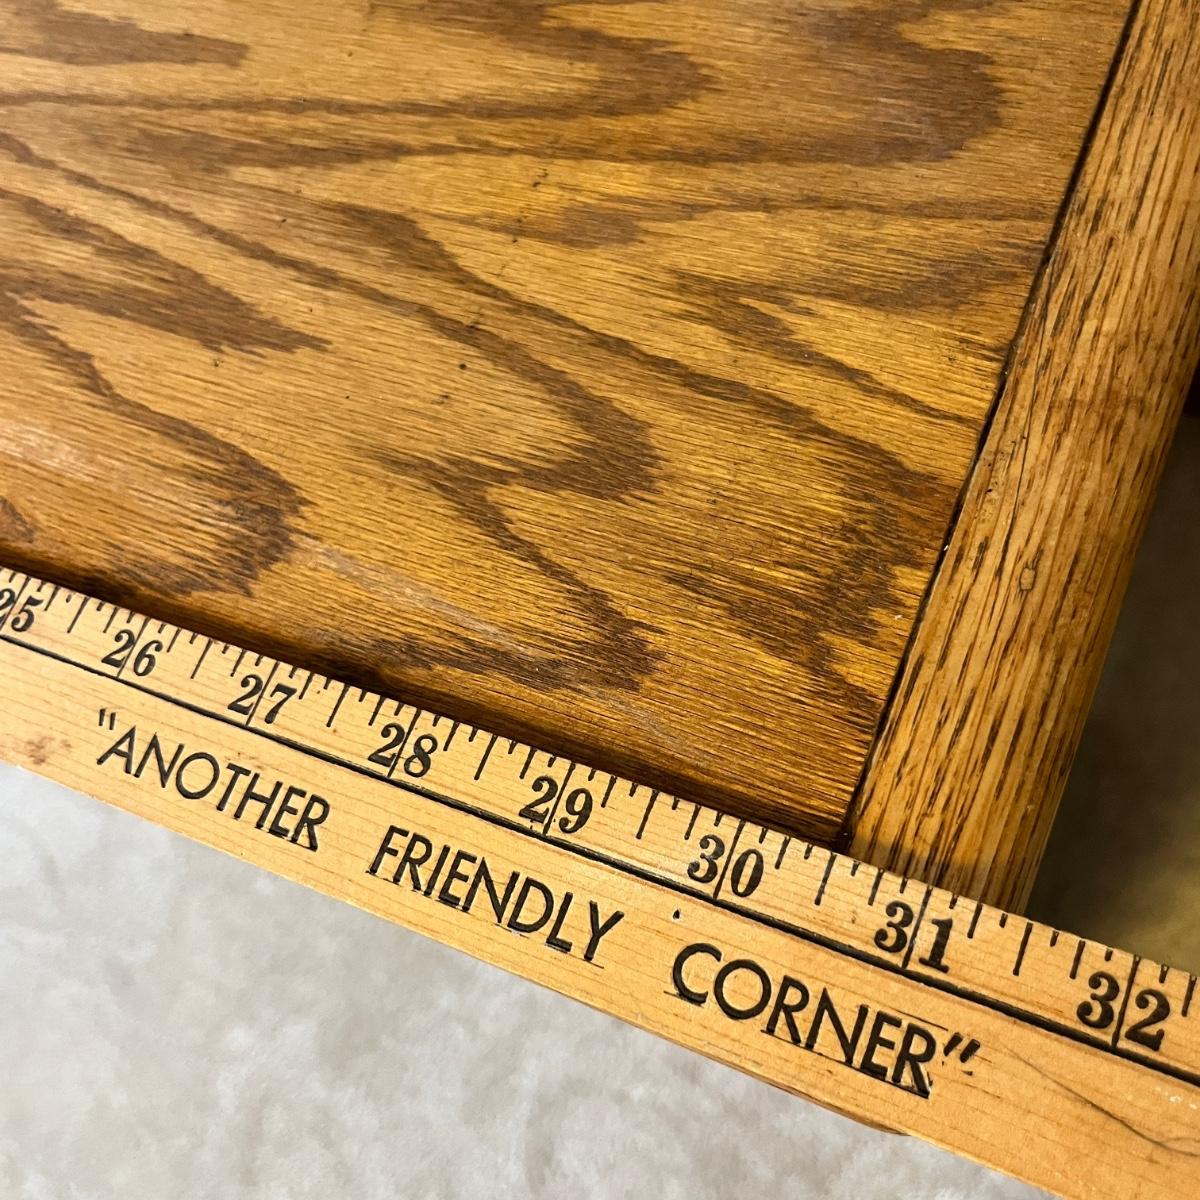 25 26 27 28 29 30 31 32
"ANOTHER FRIENDLY CORNER"